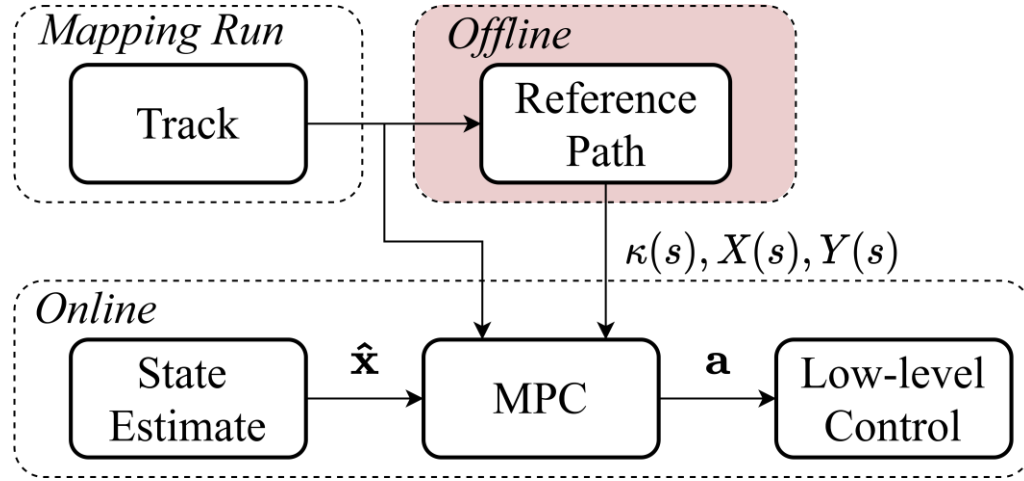 Mapping Run
Offline
Track
Reference
Path
κ(s), X(s), Y(s)
Online
State
Estimate
x̂
MPC
a
Low-level
Control